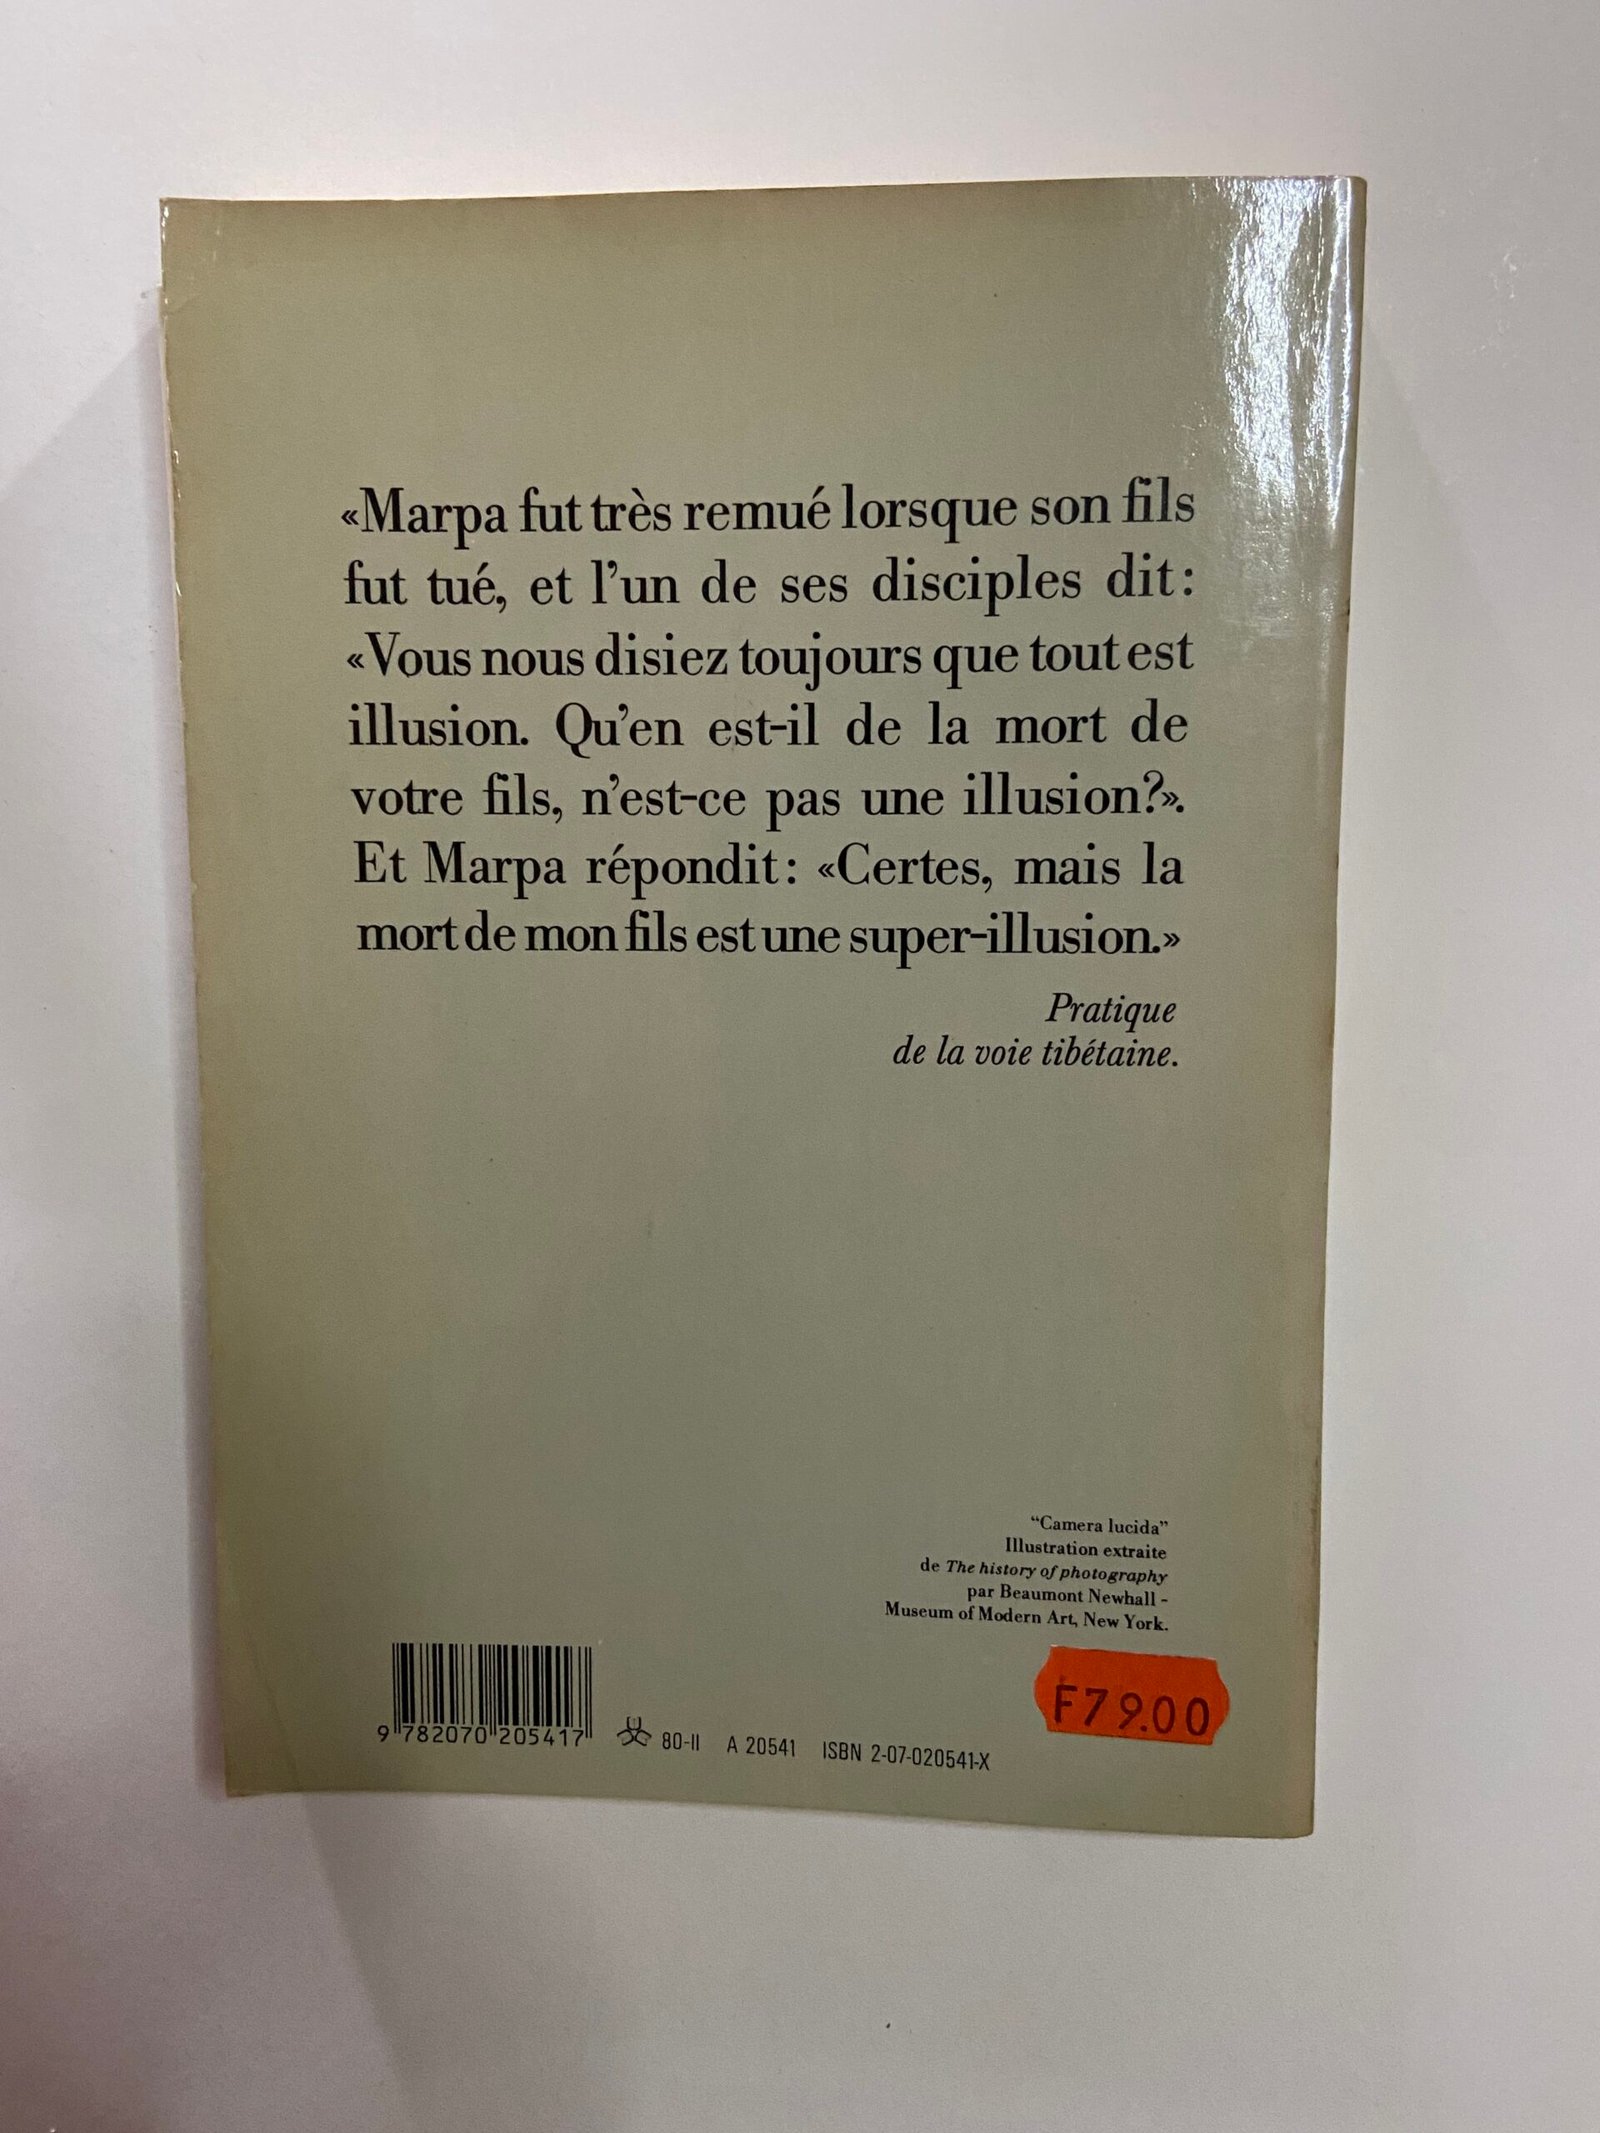 «Marpa fut très remué lorsque son fils
fut tué, et l’un de ses disciples dit:
«Vous nous disiez toujours que tout est
illusion. Qu’en est-il de la mort de
votre fils, n’est-ce pas une illusion?».
Et Marpa répondit: «Certes, mais la
mort de mon fils est une super-illusion.»
Pratique
de la voie tibétaine.
“Camera lucida”
Illustration extraite
de The history of photography
par Beaumont Newhall -
Museum of Modern Art, New York.
F79.00
9 782070 205417
80-II A 20541 ISBN 2-07-020541-X